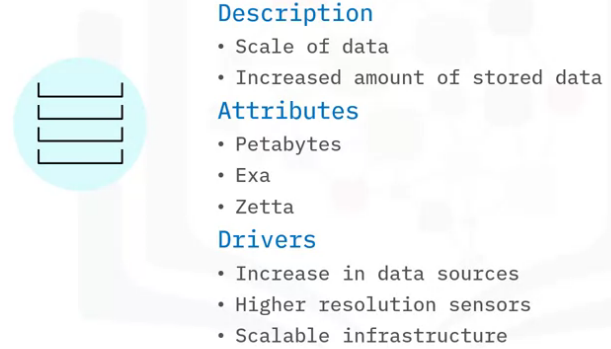 Description
• Scale of data
• Increased amount of stored data
Attributes
• Petabytes
• Exa
• Zetta
Drivers
• Increase in data sources
• Higher resolution sensors
• Scalable infrastructure